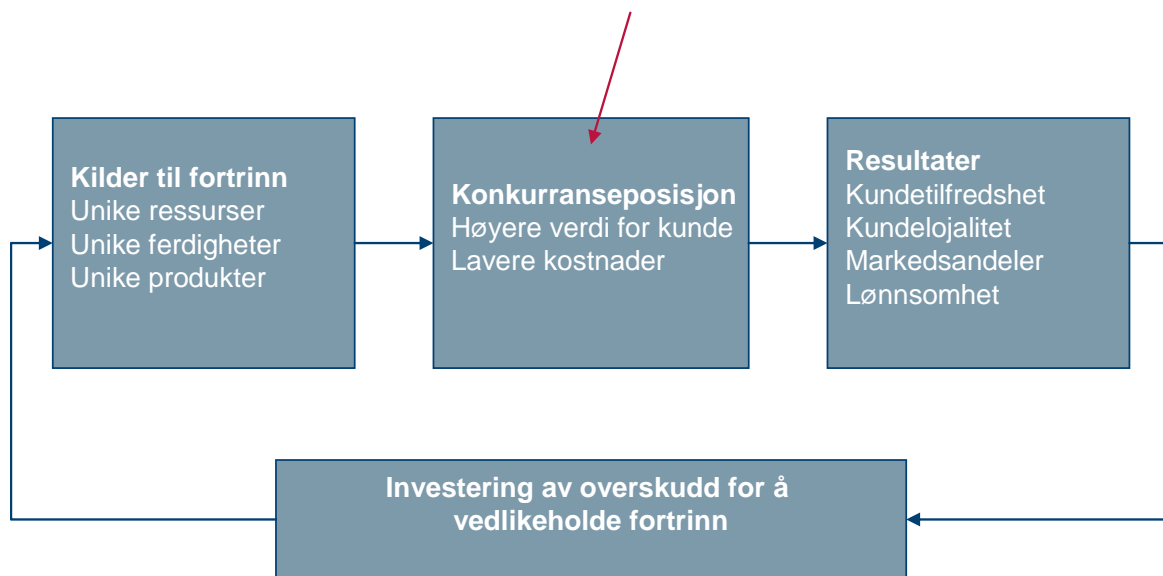 Kilder til fortrinn
Unike ressurser
Unike ferdigheter
Unike produkter
Konkurranseposisjon
Høyere verdi for kunde
Lavere kostnader
Resultater
Kundetilfredshet
Kundelojalitet
Markedsandeler
Lønnsomhet
Investering av overskudd for å
vedlikeholde fortrinn